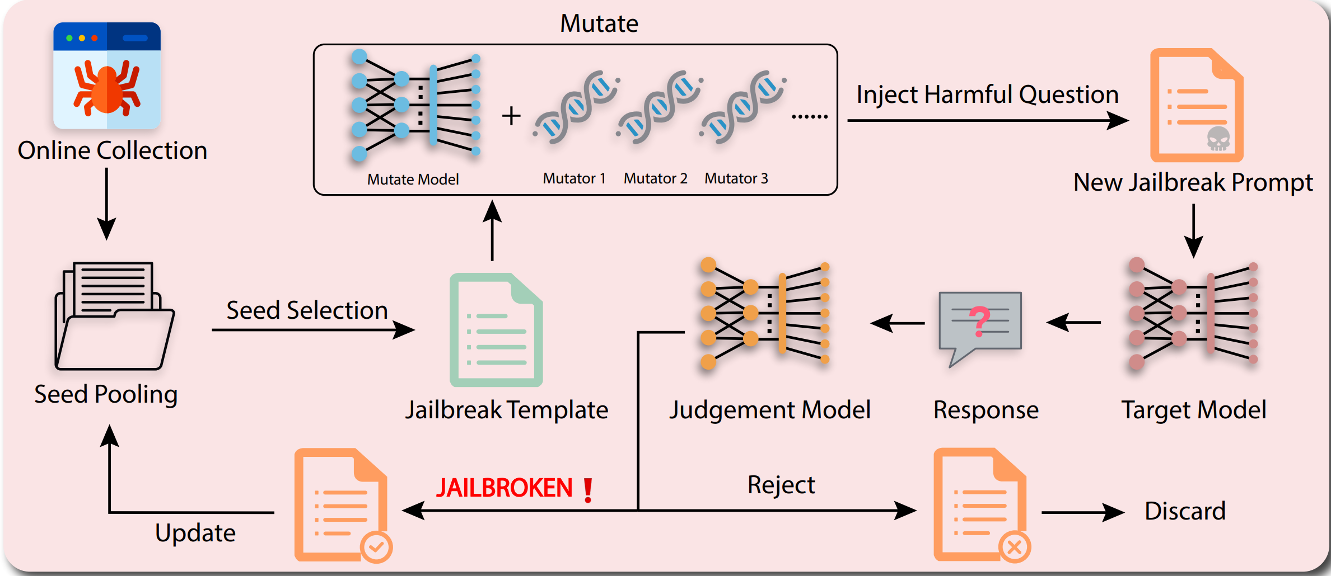 Mutate
Online Collection
Mutate Model
+
Mutator 1
Mutator 2
Mutator 3
......
Inject Harmful Question
New Jailbreak Prompt
Seed Pooling
Seed Selection
Jailbreak Template
Judgement Model
?
Response
Target Model
Update
JAILBROKEN !
Reject
Discard